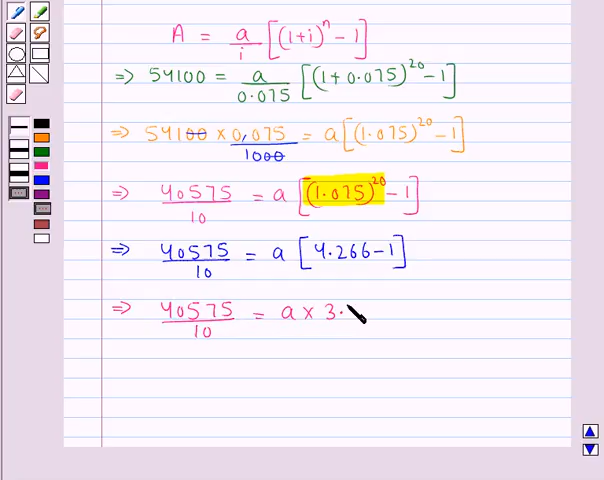 A = a/i [(1+i)^n − 1]
⇒ 54100 = a/0.075 [(1+0.075)^20 − 1]
⇒ 54100 × 0.075/1000 = a[(1.075)^20 − 1]
⇒ 40575/10 = a [(1.075)^20 − 1]
⇒ 40575/10 = a [4.266 − 1]
⇒ 40575/10 = a × 3.